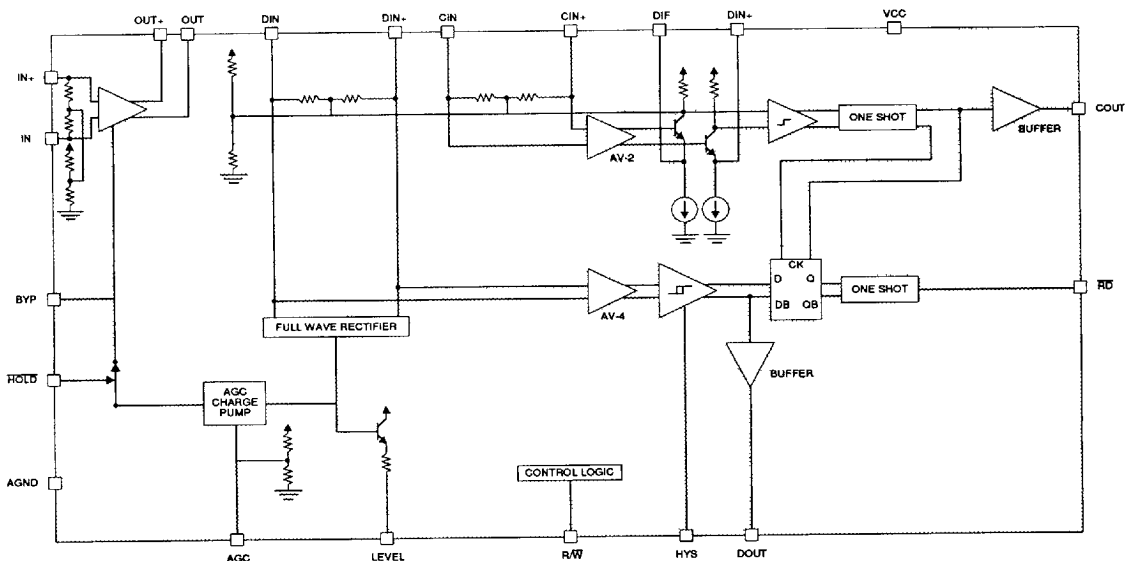 OUT+ OUT DIN DIN+ CIN CIN+ DIF DIN+ VCC
IN+
IN
ONE SHOT
COUT
BUFFER
AV-2
BYP
CK
D Q
DB QB
ONE SHOT
RD
AV-4
FULL WAVE RECTIFIER
HOLD
BUFFER
AGC
CHARGE
PUMP
AGND
CONTROL LOGIC
AGC LEVEL R/W HYS DOUT